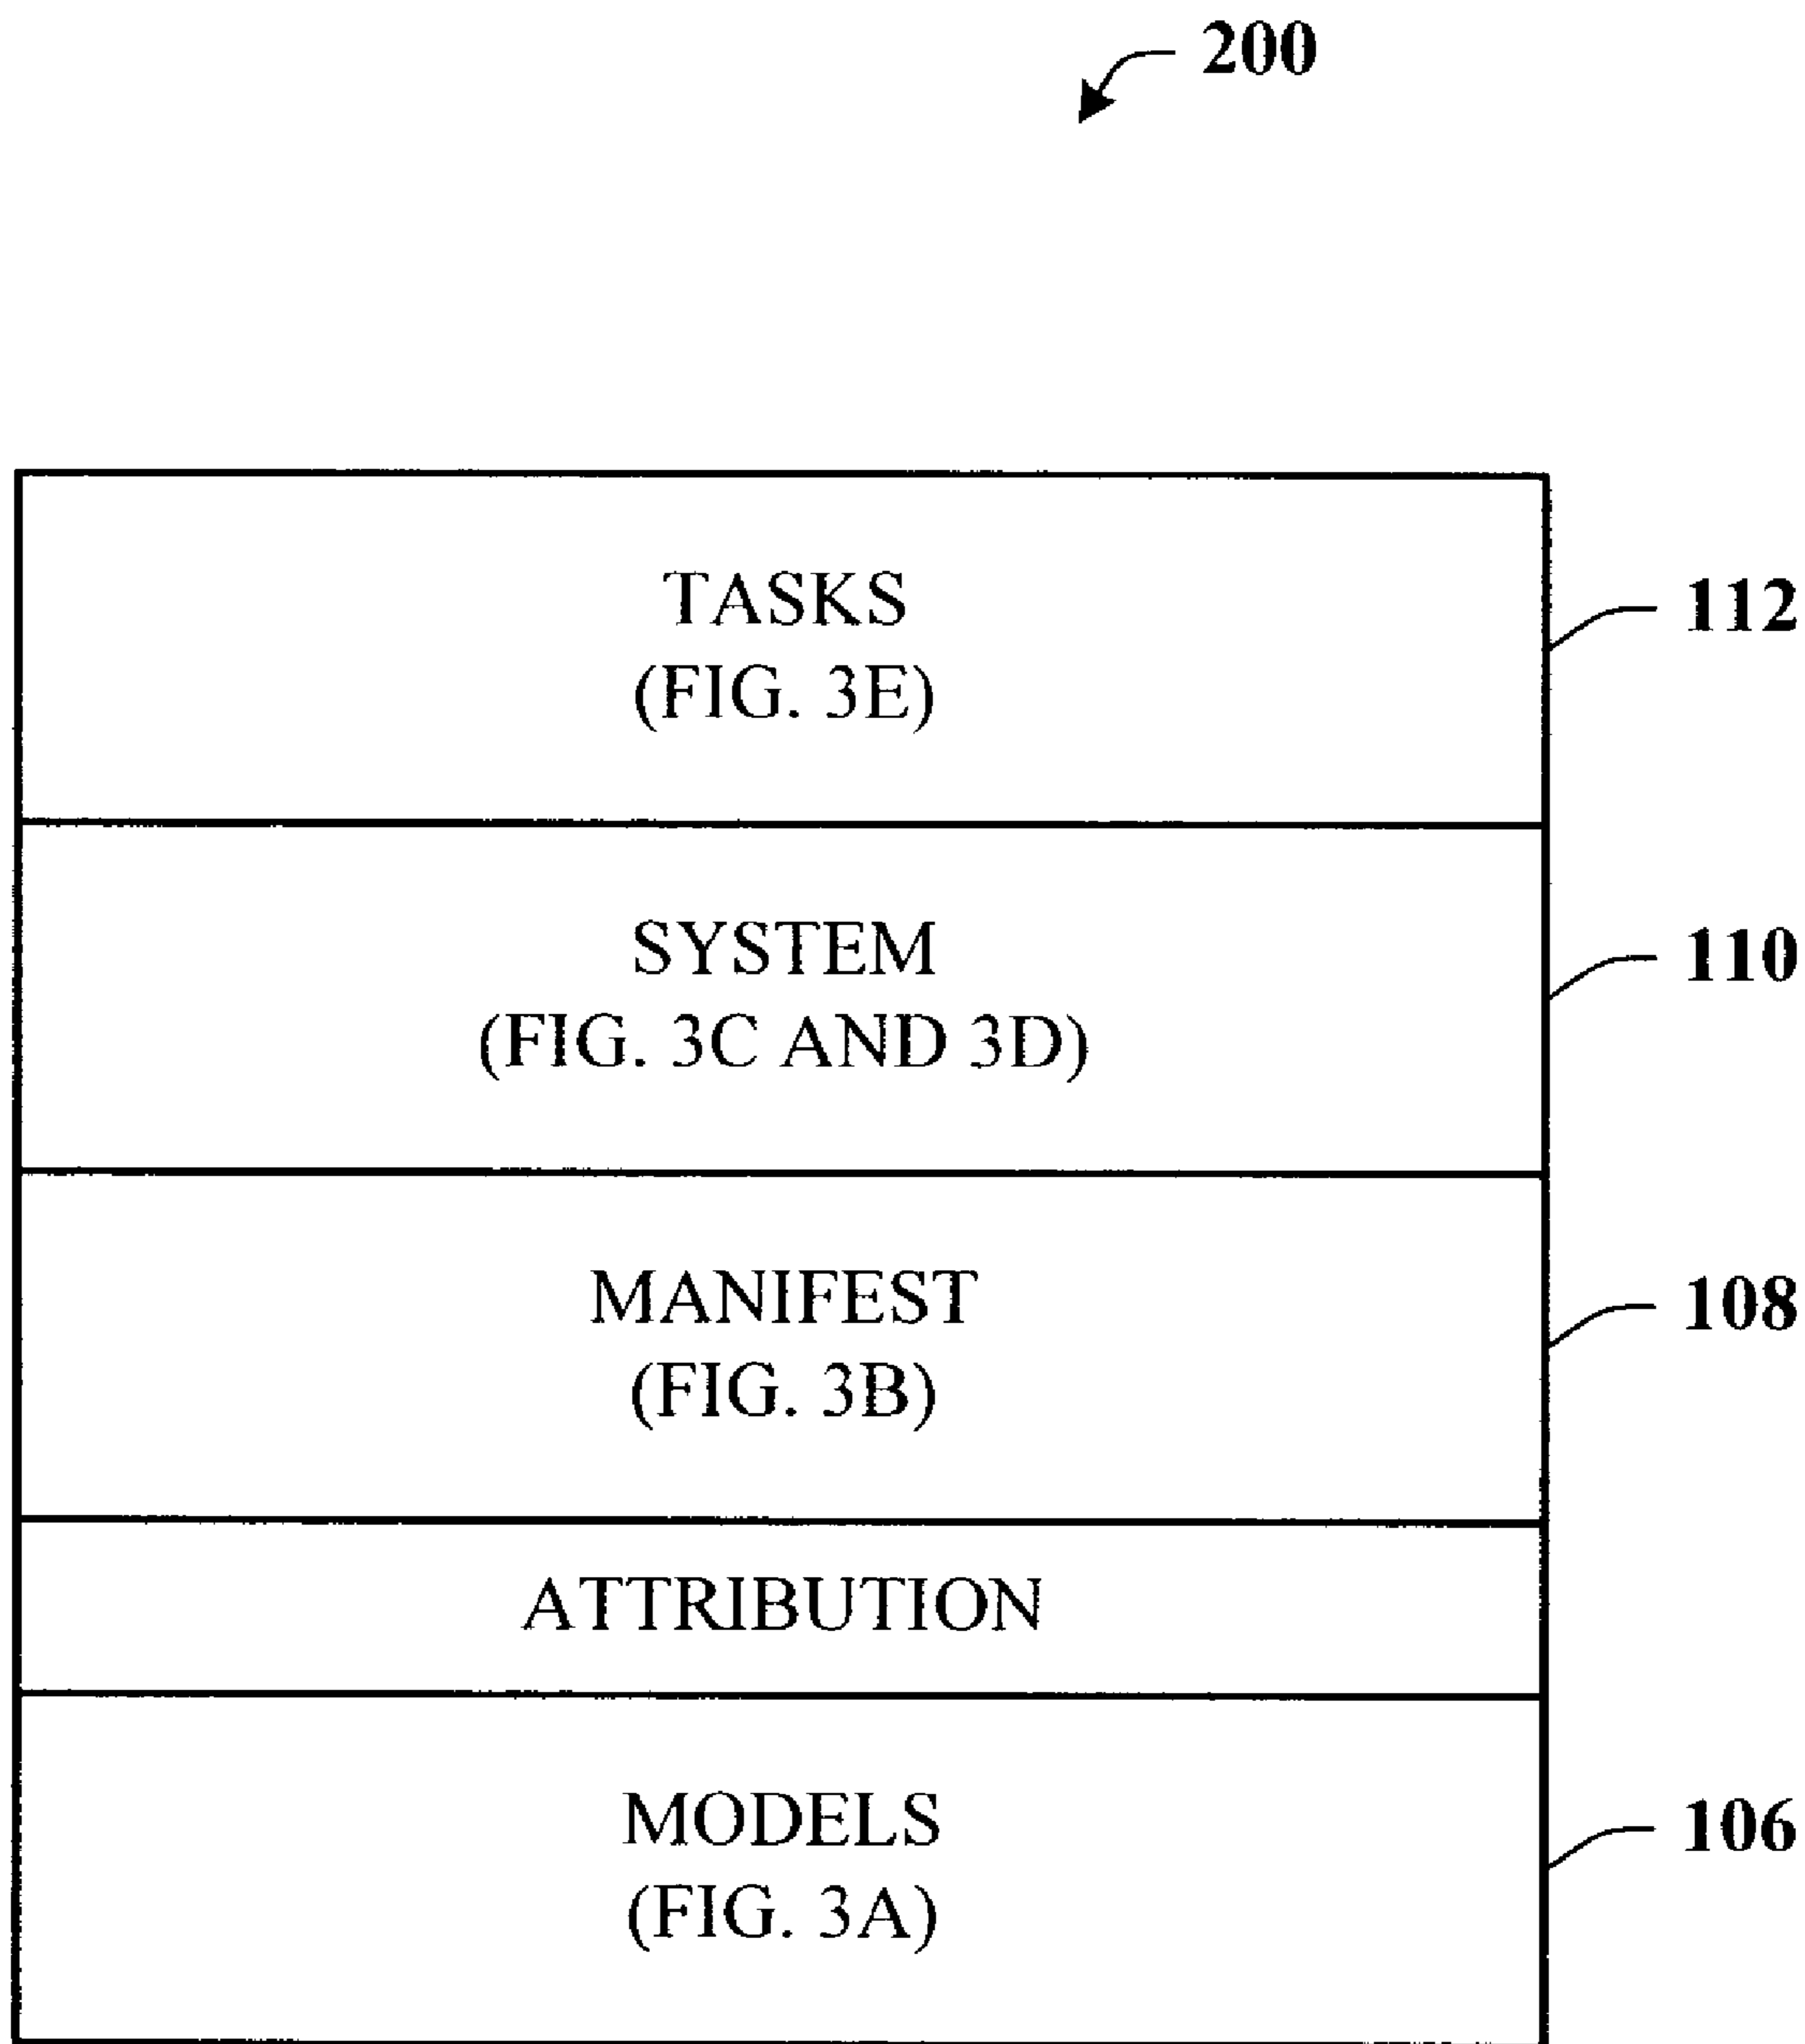 200
TASKS
(FIG. 3E)
112
SYSTEM
(FIG. 3C AND 3D)
110
MANIFEST
(FIG. 3B)
108
ATTRIBUTION
MODELS
(FIG. 3A)
106